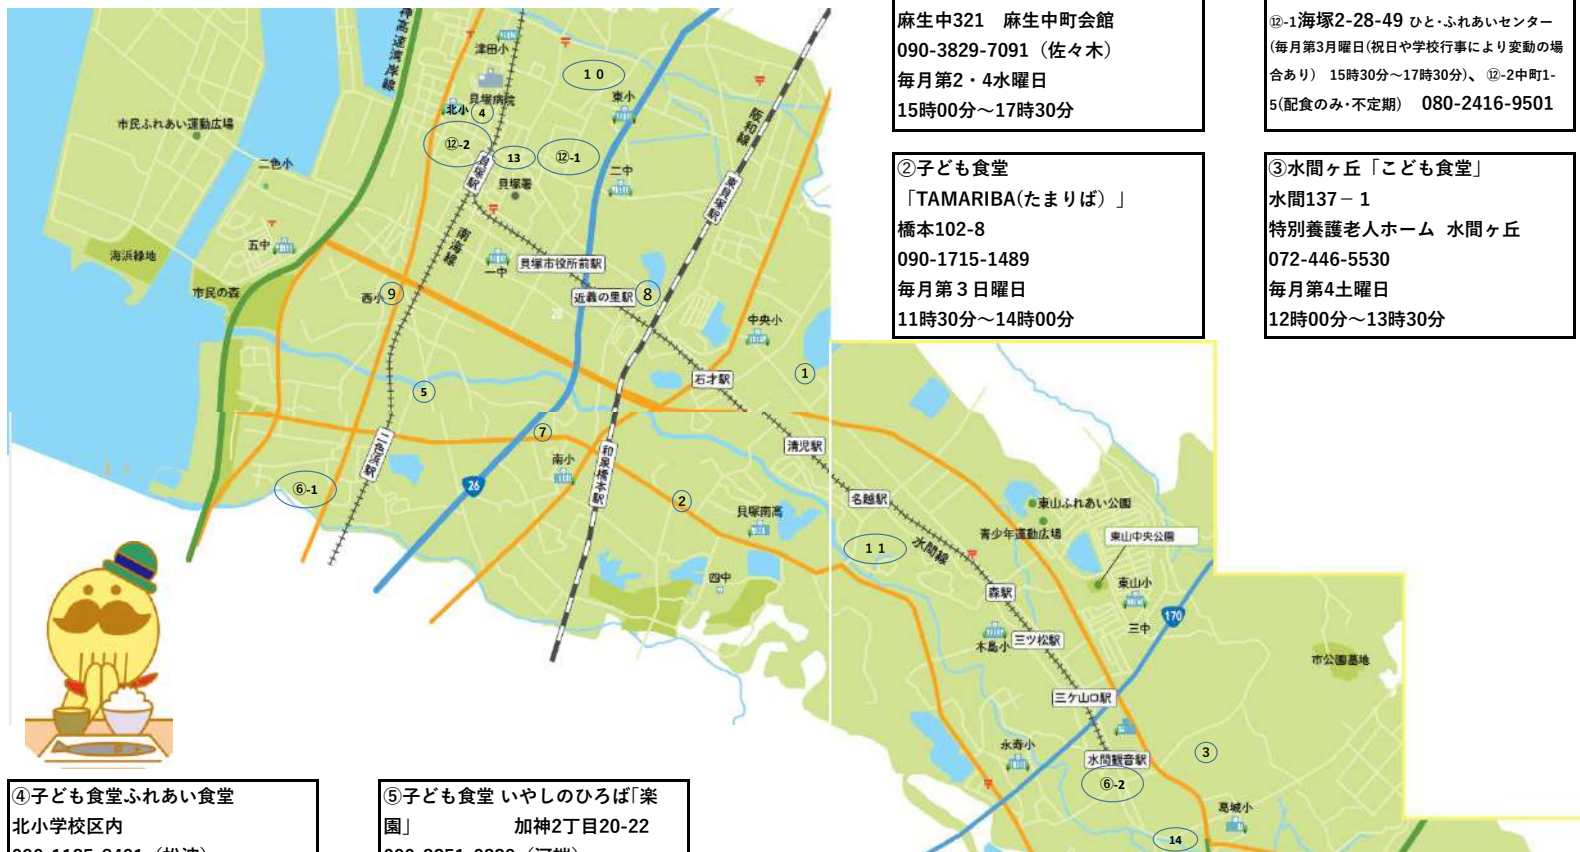 麻生中321　麻生中町会館
090-3829-7091（佐々木）
毎月第2・4水曜日
15時00分～17時30分
⑫-1海塚2-28-49 ひと・ふれあいセンター
(毎月第3月曜日(祝日や学校行事により変動の場
合あり)　15時30分～17時30分)、 ⑫-2中町1-
5(配食のみ・不定期)　080-2416-9501
②子ども食堂
「TAMARIBA(たまりば）」
橋本102-8
090-1715-1489
毎月第３日曜日
11時30分～14時00分
③水間ヶ丘「こども食堂」
水間137－１
特別養護老人ホーム 水間ヶ丘
072-446-5530
毎月第4土曜日
12時00分～13時30分
津田小
１０
貝塚病院
北小
4
東小
⑫-2
13
⑫-1
二中
貝塚駅
貝塚署
阪和線
東貝塚駅
市民ふれあい運動広場
二色小
五中
海浜緑地
市民の森
南海線
一中
貝塚市役所前駅
西小
9
近義の里駅
8
中央小
石才駅
1
5
7
清児駅
二色浜駅
南小
和泉橋本駅
⑥-1
26
2
貝塚南高
名越駅
東山ふれあい公園
青少年運動広場
東山中央公園
１１
水間線
四中
森駅
東山小
170
三中
木島小
三ツ松駅
市公園墓地
三ケ山口駅
永寿小
水間観音駅
3
⑥-2
葛城小
14
④子ども食堂ふれあい食堂
北小学校区内
⑤子ども食堂 いやしのひろば「楽
園」　加神2丁目20-22